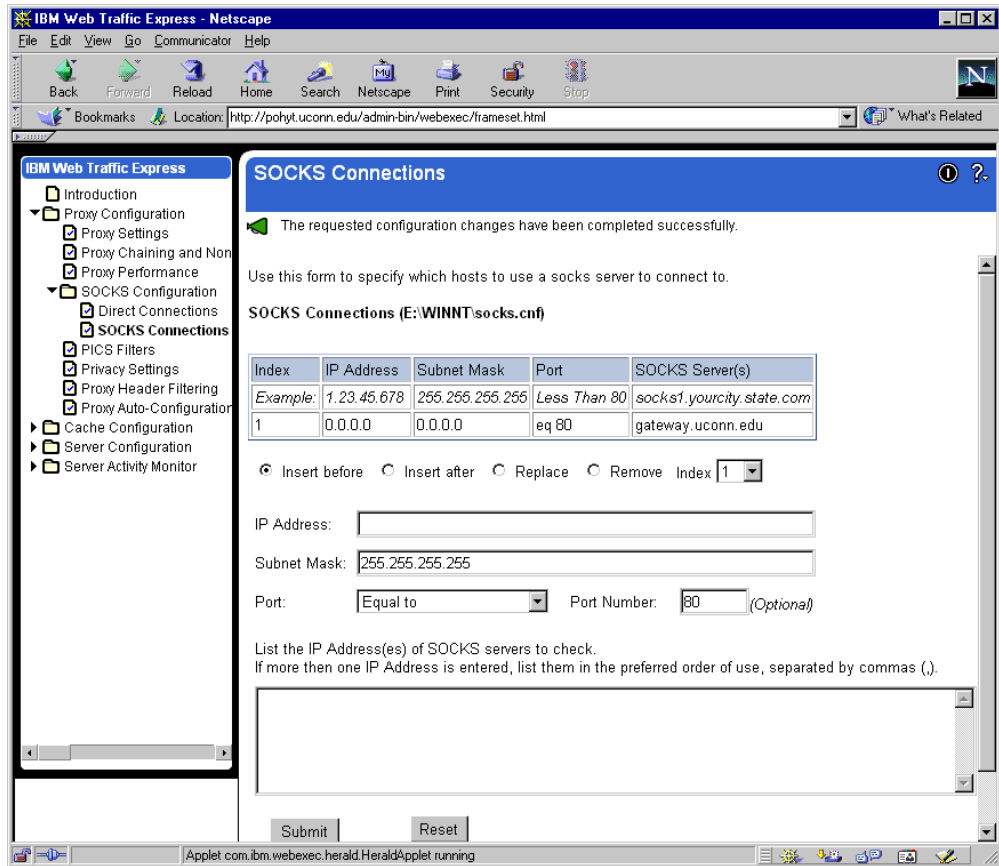 IBM Web Traffic Express - Netscape
File Edit View Go Communicator Help
Back Forward Reload Home Search Netscape Print Security Stop
My
N
Bookmarks Location: http://pohyt.uconn.edu/admin-bin/webexec/frameset.html What's Related
IBM Web Traffic Express
Introduction
Proxy Configuration
Proxy Settings
Proxy Chaining and Non
Proxy Performance
SOCKS Configuration
Direct Connections
SOCKS Connections
PICS Filters
Privacy Settings
Proxy Header Filtering
Proxy Auto-Configuration
Cache Configuration
Server Configuration
Server Activity Monitor
SOCKS Connections
?
The requested configuration changes have been completed successfully.
Use this form to specify which hosts to use a socks server to connect to.
SOCKS Connections (E:\WINNT\socks.cnf)
Index IP Address Subnet Mask Port SOCKS Server(s)
Example: 1.23.45.678 255.255.255.255 Less Than 80 socks1.yourcity.state.com
1 0.0.0.0 0.0.0.0 eq 80 gateway.uconn.edu
Insert before Insert after Replace Remove Index 1
IP Address:
Subnet Mask: 255.255.255.255
Port: Equal to Port Number: 80 (Optional)
List the IP Address(es) of SOCKS servers to check.
If more then one IP Address is entered, list them in the preferred order of use, separated by commas (,).
Submit Reset
Applet com.ibm.webexec.herald.HeraldApplet running